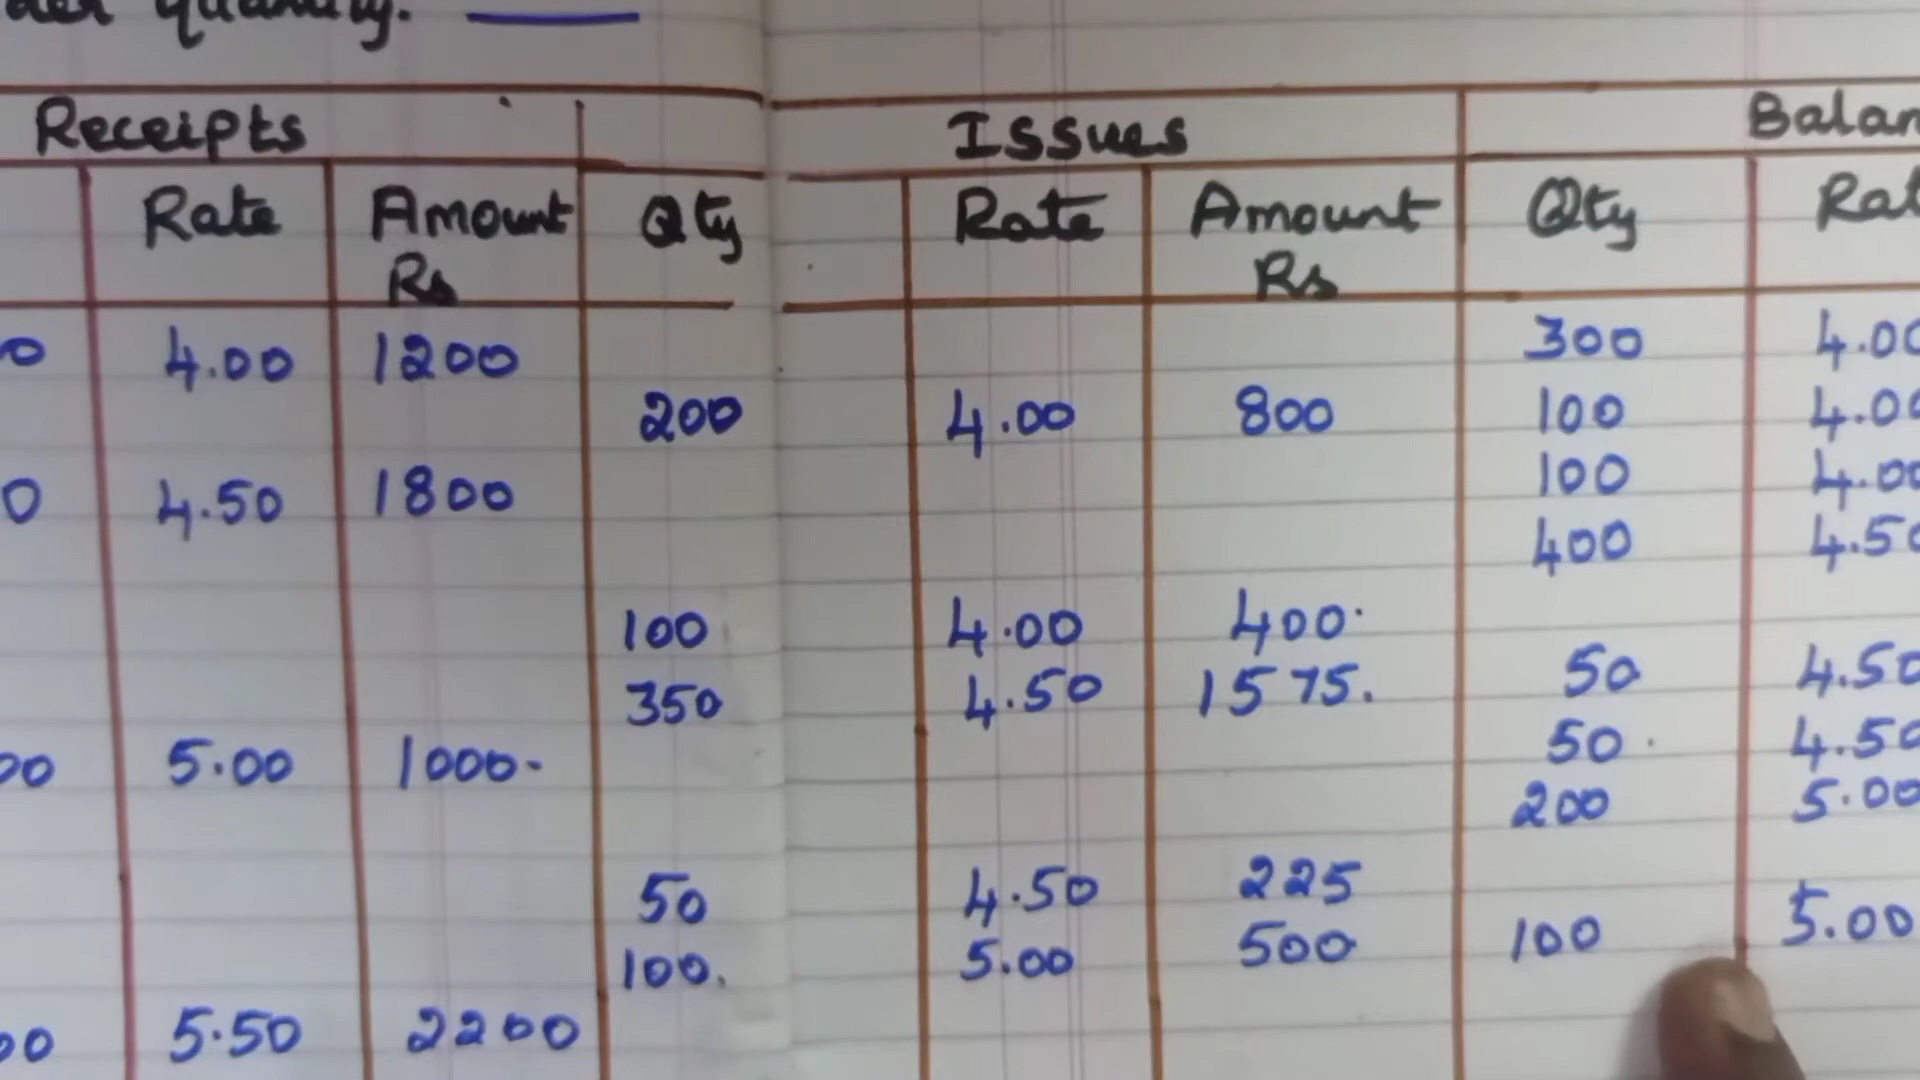 quantity.
Receipts Issues
Rate Amount Rs Qty Rate Amount Rs Qty
4.00 1200 300 4.00
200 4.00 800 100 4.00
4.50 1800 100 4.00
400 4.50
100 4.00 400.
350 4.50 1575. 50 4.50
5.00 1000- 50. 4.50
200 5.00
50 4.50 225
100. 5.00 500 100 5.00
5.50 2200